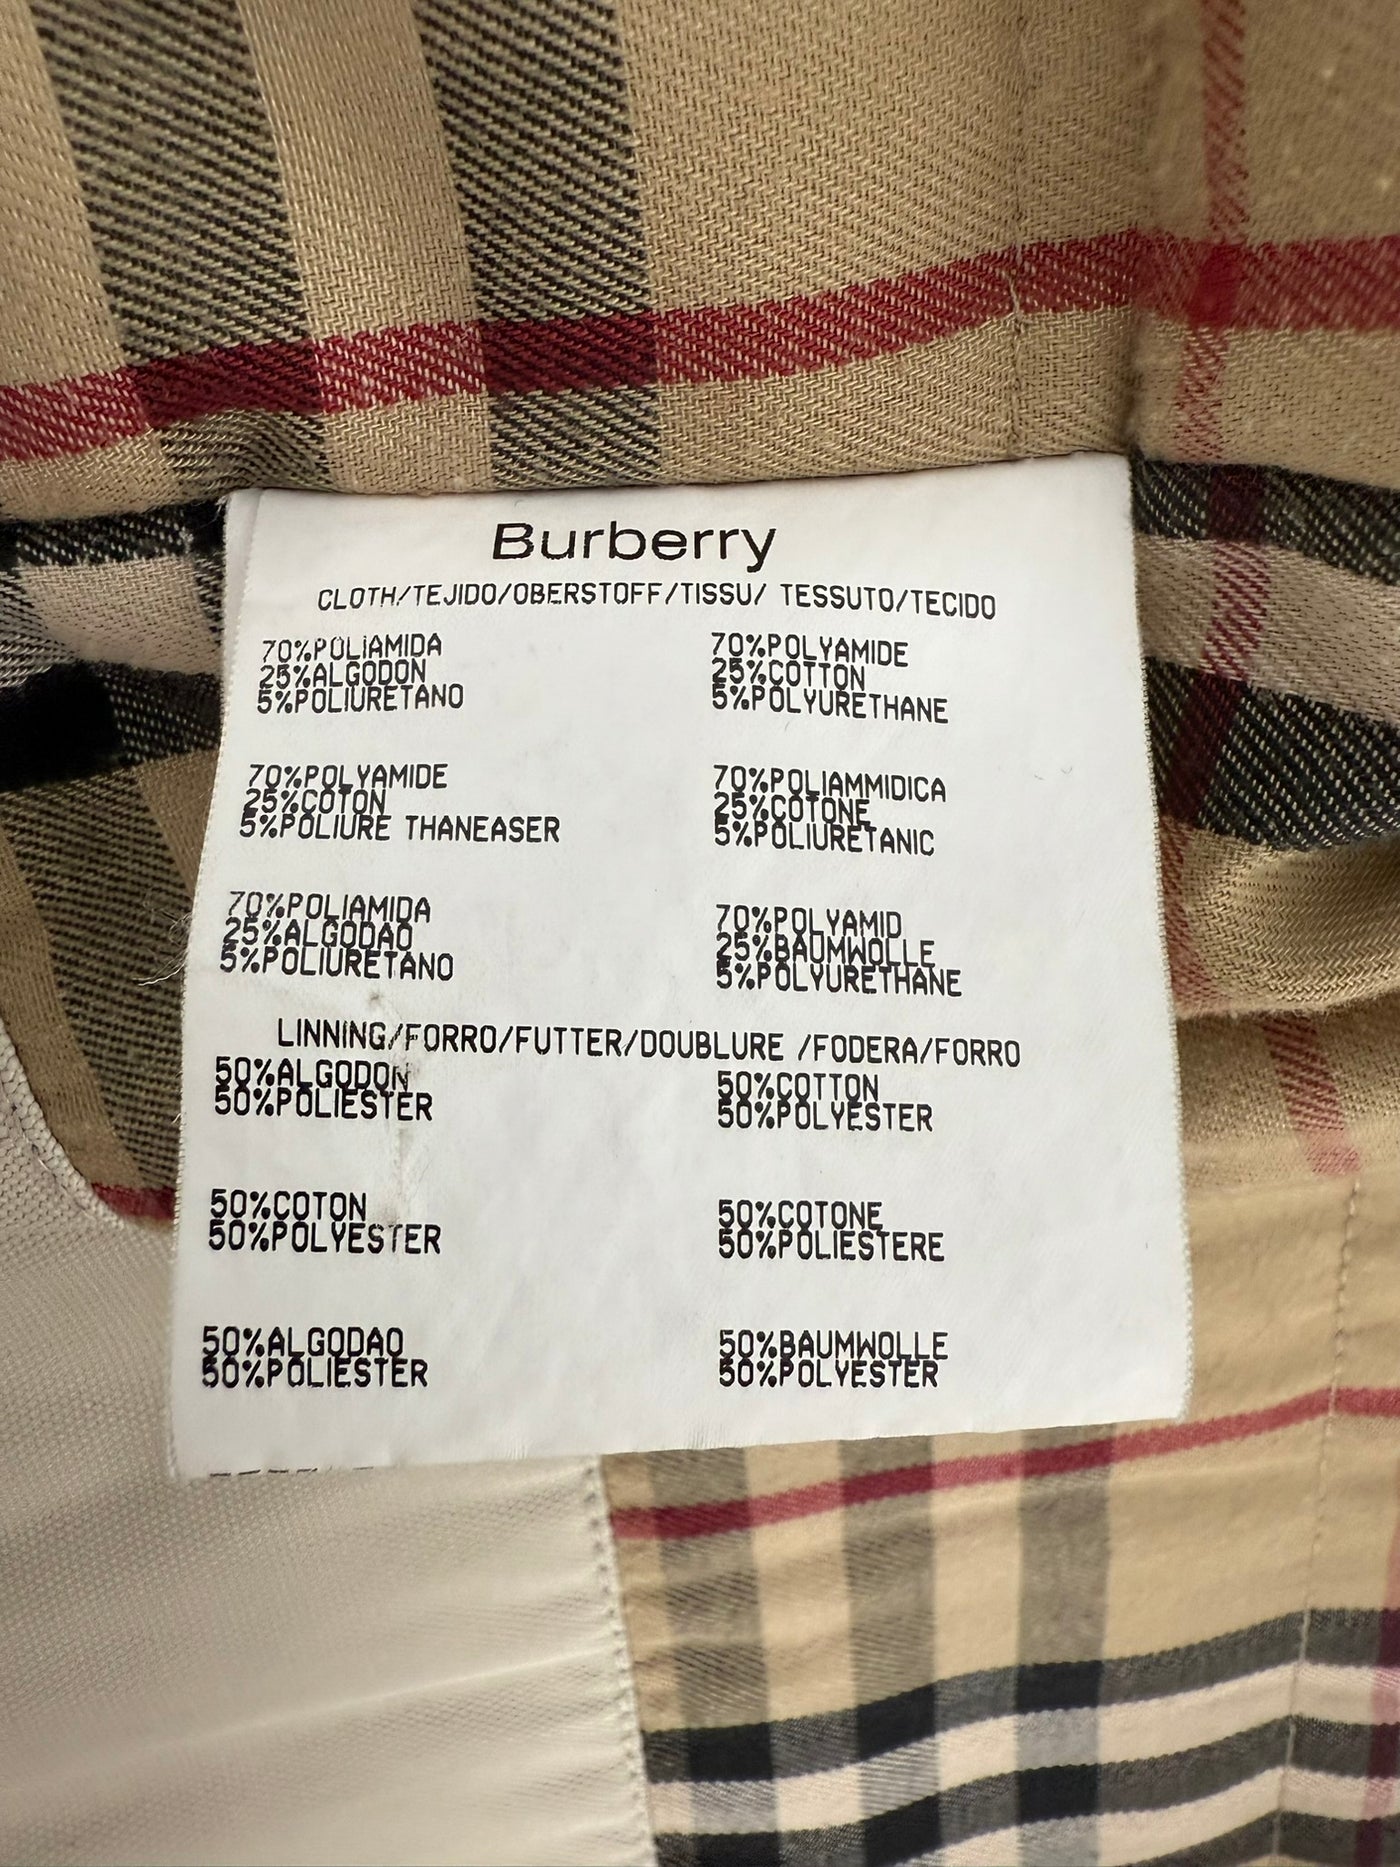 Burberry
CLOTH/TEJIDO/OBERSTOFF/TISSU/ TESSUTO/TECIDO
70%POLIAMIDA
25%ALGODON
5%POLIURETANO
70%POLYAMIDE
25%COTTON
5%POLYURETHANE
70%POLYAMIDE
25%COTON
5%POLIURE THANEASER
70%POLIAMMIDICA
25%COTONE
5%POLIURETANIC
70%POLIAMIDA
25%ALGODAO
5%POLIURETANO
70%POLYAMID
25%BAUMWOLLE
5%POLYURETHANE
LINNING/FORRO/FUTTER/DOUBLURE /FODERA/FORRO
50%ALGODON
50%POLIESTER
50%COTTON
50%POLYESTER
50%COTON
50%POLYESTER
50%COTONE
50%POLIESTERE
50%ALGODAO
50%POLIESTER
50%BAUMWOLLE
50%POLYESTER